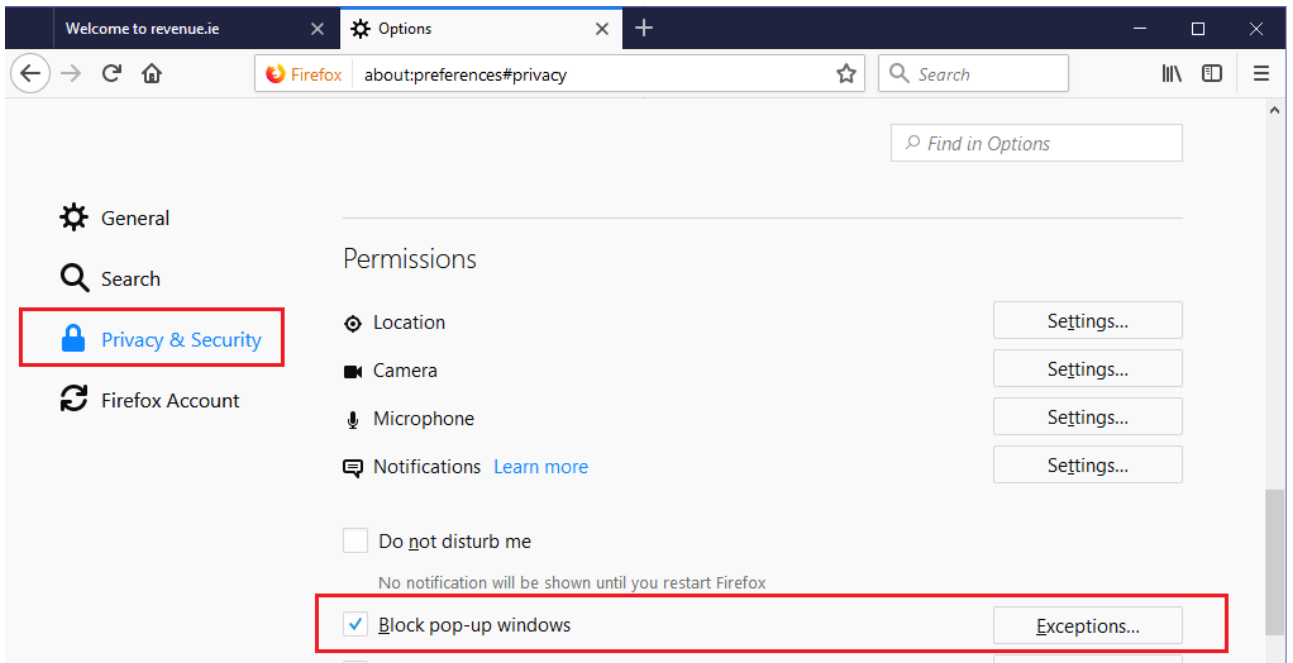 Welcome to revenue.ie
Options
Firefox about:preferences#privacy
Search
Find in Options
General
Search
Privacy & Security
Firefox Account
Permissions
Location Settings...
Camera Settings...
Microphone Settings...
Notifications Learn more Settings...
Do not disturb me
No notification will be shown until you restart Firefox
Block pop-up windows Exceptions...